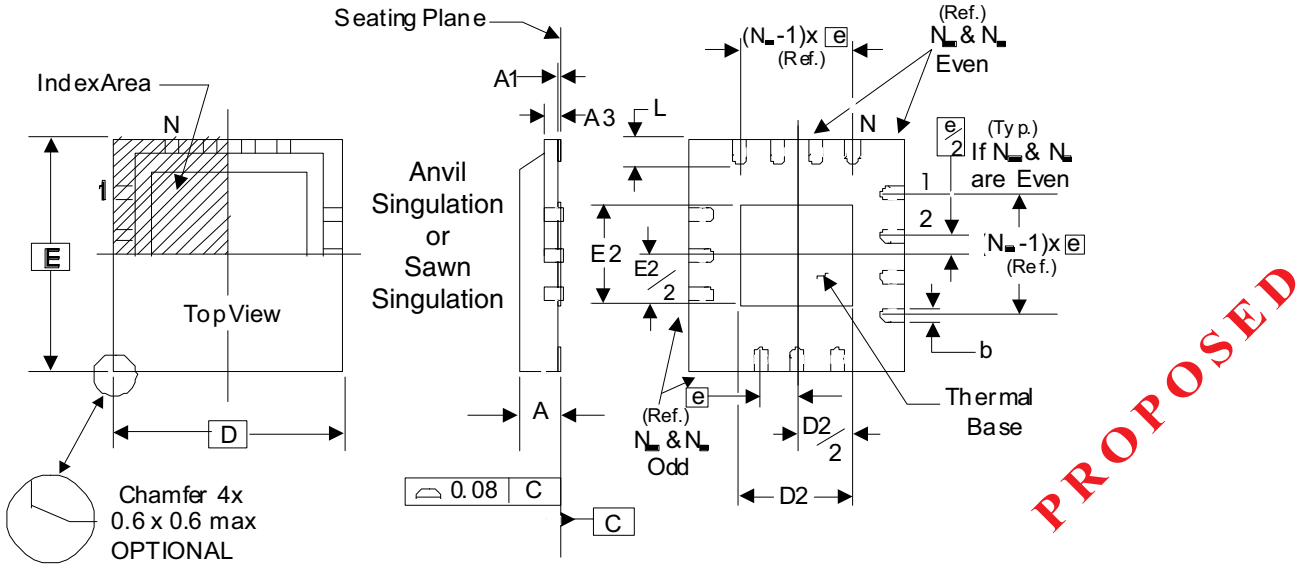 Seating Plane
Index Area
N
1
E
Top View
D
Chamfer 4x
0.6 x 0.6 max
OPTIONAL
A1
A3
L
Anvil
Singulation
or
Sawn
Singulation
A
0.08 C
C
(N -1)x e
(Ref.)
(Ref.)
N & N
Even
N
e/2
(Typ.)
If N & N
are Even
1
2
(N -1)x e
(Ref.)
E2
E2/2
b
Thermal
Base
e
(Ref.)
N & N
Odd
D2/2
D2
PROPOSED